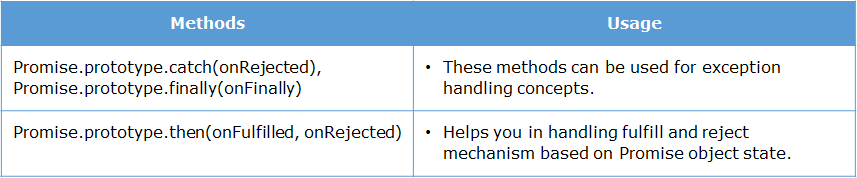 Methods
Usage
Promise.prototype.catch(onRejected),
Promise.prototype.finally(onFinally)
• These methods can be used for exception
handling concepts.
Promise.prototype.then(onFulfilled, onRejected)
• Helps you in handling fulfill and reject
mechanism based on Promise object state.